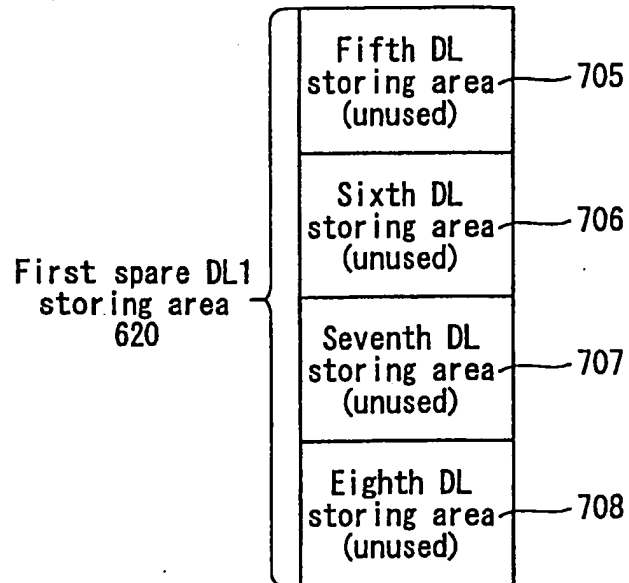 Fifth DL
storing area
(unused)
705
Sixth DL
storing area
(unused)
706
First spare DL1
storing area
620
Seventh DL
storing area
(unused)
707
Eighth DL
storing area
(unused)
708